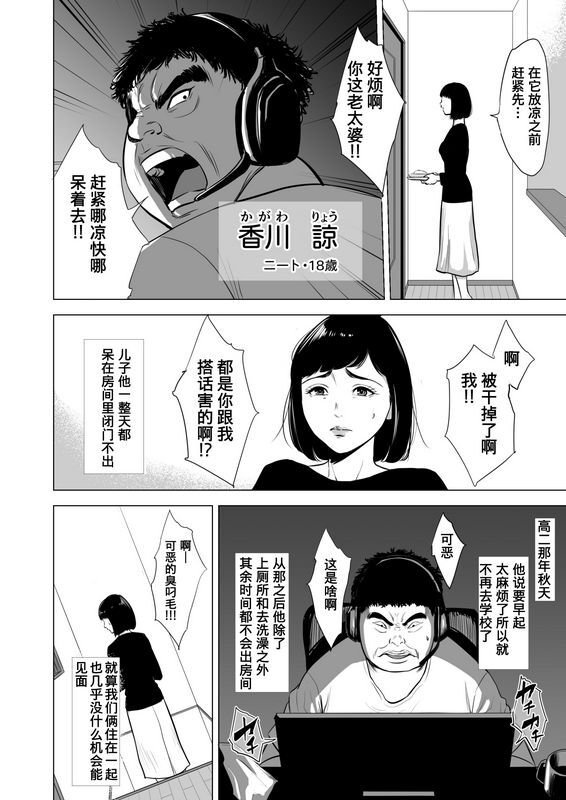 在它放凉之前
赶紧先…
好烦啊
你这老太婆!!
赶紧哪凉快哪
呆着去!!
かがわ りょう
香川 諒
ニート・18歳
啊
被干掉了啊
我!!
都是你跟我
搭话害的啊!?
儿子他一整天都
呆在房间里闭门不出
高二那年秋天
他说要早起
太麻烦了所以就
不再去学校了
可恶
这是啥啊
从那之后他除了
上厕所和去洗澡之外
其余时间都不会出房间
カチカチ
カチカチ
啊—
可恶的臭叼毛!!!
就算我们俩住在一起
也几乎没什么机会能
见面